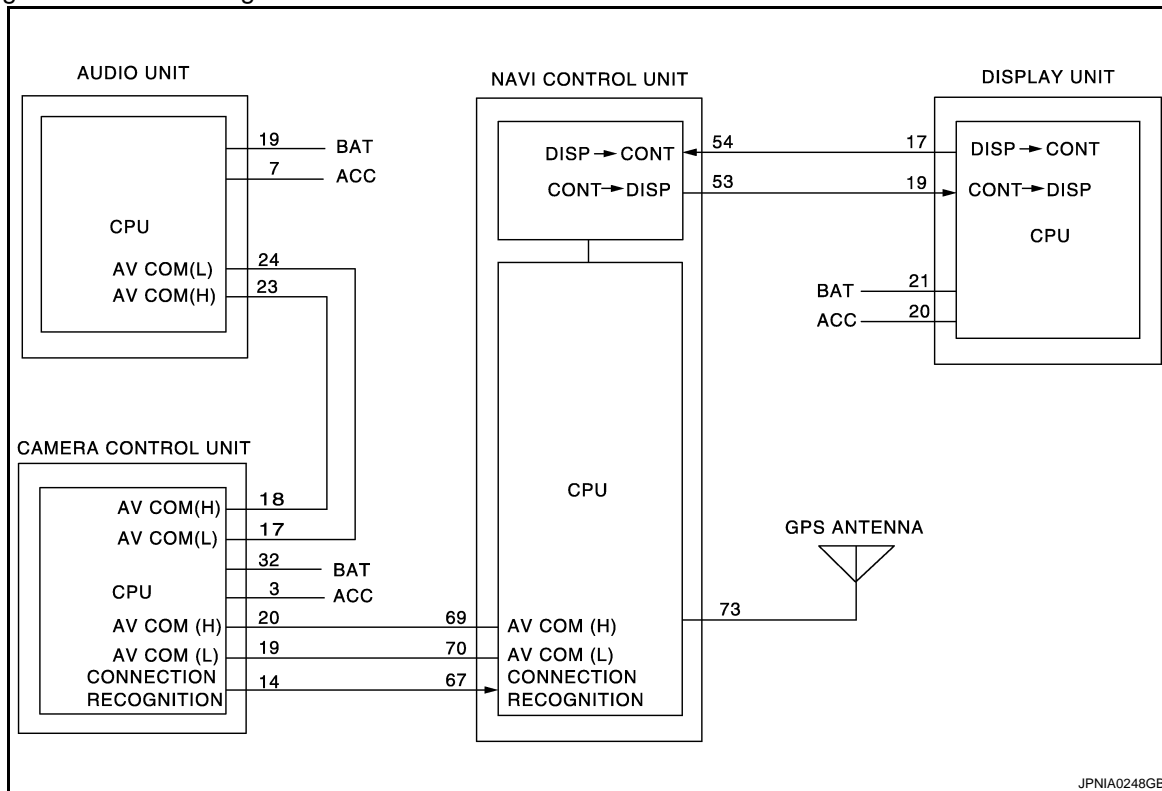 AUDIO UNIT
CPU
19
BAT
7
ACC
AV COM(L)
24
AV COM(H)
23
CAMERA CONTROL UNIT
AV COM(H)
18
AV COM(L)
17
32
BAT
CPU
3
ACC
AV COM (H)
20
AV COM (L)
19
CONNECTION
RECOGNITION
14
NAVI CONTROL UNIT
DISP → CONT
54
CONT → DISP
53
CPU
69
AV COM (H)
70
AV COM (L)
67
CONNECTION
RECOGNITION
73
GPS ANTENNA
DISPLAY UNIT
17
DISP → CONT
19
CONT → DISP
CPU
BAT
21
ACC
20
JPNIA0248GB